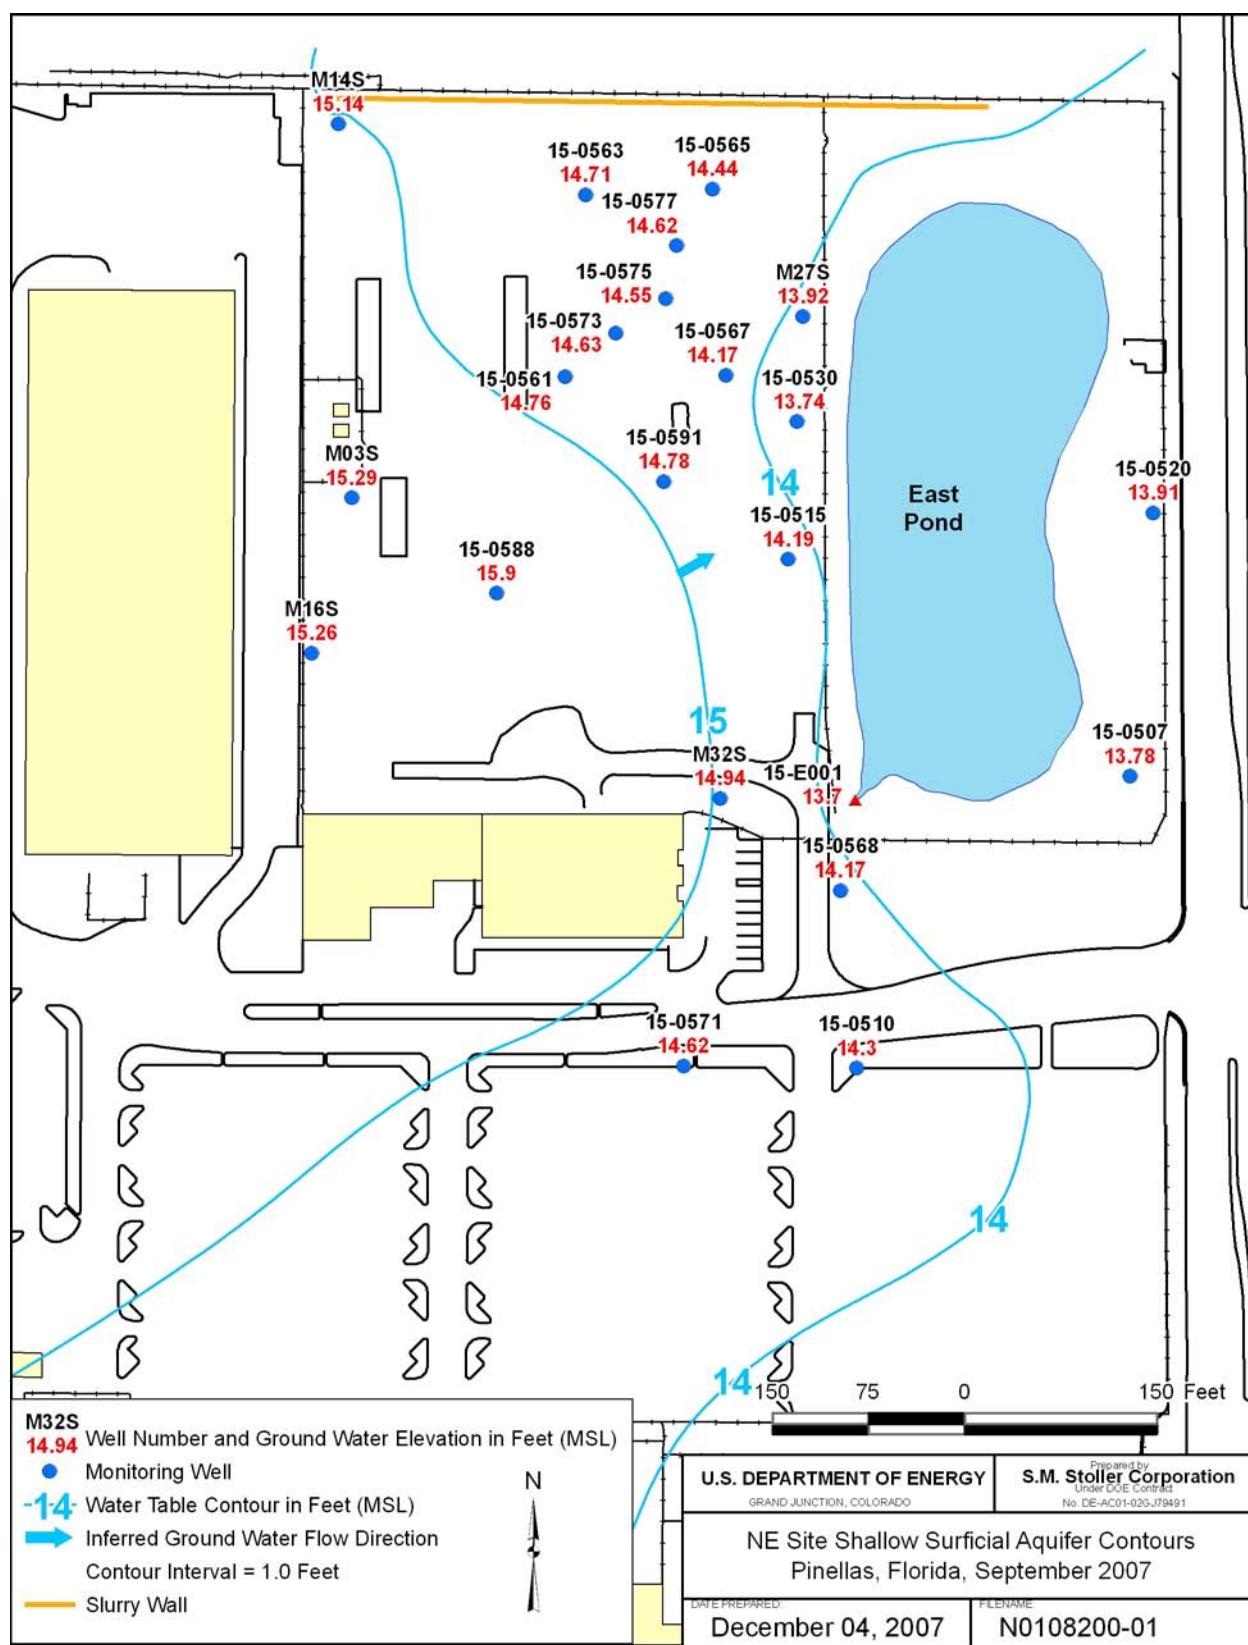 M14S
15.14
15-0563
14.71
15-0565
14.44
15-0577
14.62
15-0575
14.55
M27S
13.92
15-0573
14.63
15-0567
14.17
15-0561
14.76
15-0530
13.74
15-0591
14.78
M03S
15.29
14
15-0520
13.91
East
Pond
15-0515
14.19
15-0588
15.9
M16S
15.26
15
M32S
14.94
15-E001
13.7
15-0507
13.78
15-0568
14.17
15-0571
14.62
15-0510
14.3
14
14
150 75 0 150 Feet
M32S
14.94 Well Number and Ground Water Elevation in Feet (MSL)
Monitoring Well
14 Water Table Contour in Feet (MSL)
Inferred Ground Water Flow Direction
Contour Interval = 1.0 Feet
Slurry Wall
N
U.S. DEPARTMENT OF ENERGY
GRAND JUNCTION, COLORADO
Prepared by
S.M. Stoller Corporation
Under DOE Contract
No. DE-AC01-02GJ79491
NE Site Shallow Surficial Aquifer Contours
Pinellas, Florida, September 2007
DATE PREPARED:
December 04, 2007
FILENAME:
N0108200-01